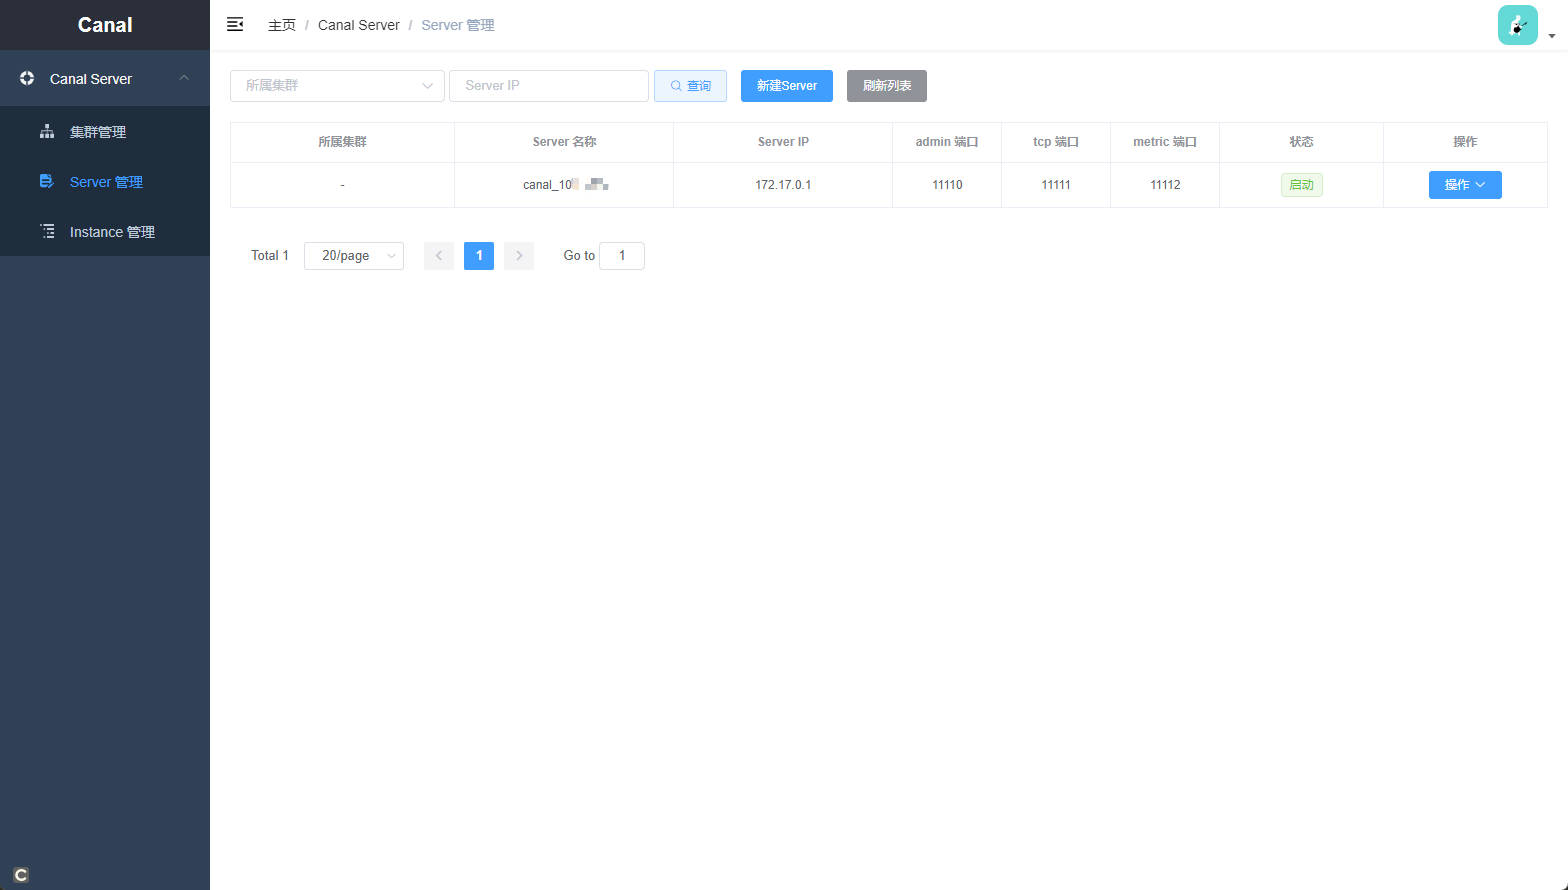 Canal
主页 / Canal Server / Server 管理
Canal Server
集群管理
Server 管理
Instance 管理
所属集群 Server IP 查询 新建Server 刷新列表
所属集群 Server 名称 Server IP admin 端口 tcp 端口 metric 端口 状态 操作
- canal_10 172.17.0.1 11110 11111 11112 启动 操作
Total 1 20/page 1 Go to 1
C